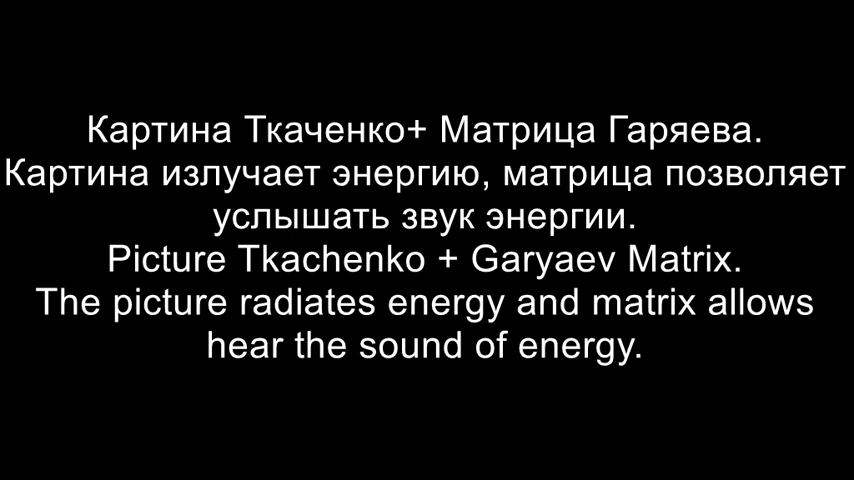 Картина Ткаченко+ Матрица Гаряева.
Картина излучает энергию, матрица позволяет
услышать звук энергии.
Picture Tkachenko + Garyaev Matrix.
The picture radiates energy and matrix allows
hear the sound of energy.